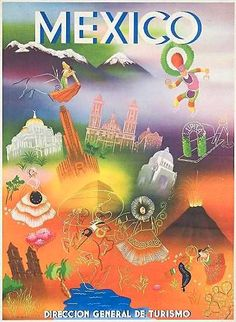 MEXICO
DIRECCION GENERAL DE TURISMO